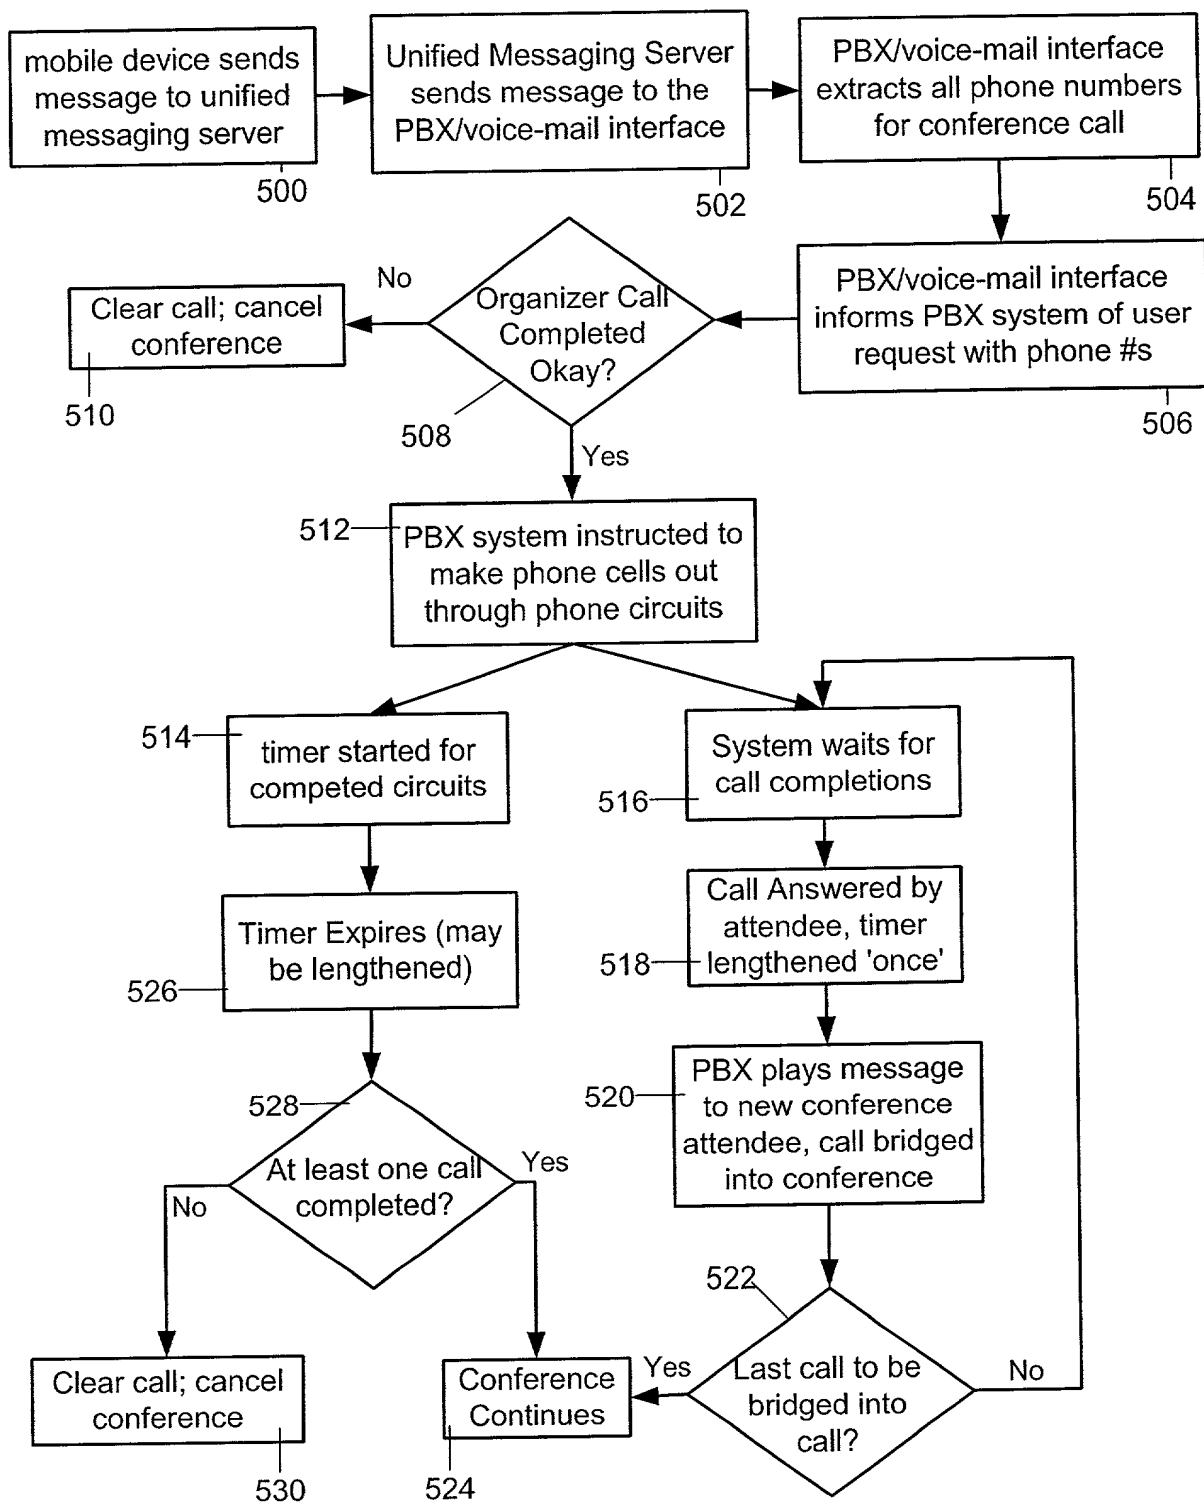 mobile device sends
message to unified
messaging server
500
Unified Messaging Server
sends message to the
PBX/voice-mail interface
502
PBX/voice-mail interface
extracts all phone numbers
for conference call
504
PBX/voice-mail interface
informs PBX system of user
request with phone #s
506
Organizer Call
Completed
Okay?
508
No
Clear call; cancel
conference
510
Yes
512
PBX system instructed to
make phone cells out
through phone circuits
514
timer started for
competed circuits
516
System waits for
call completions
518
Call Answered by
attendee, timer
lengthened 'once'
526
Timer Expires (may
be lengthened)
520
PBX plays message
to new conference
attendee, call bridged
into conference
528
At least one call
completed?
No
Yes
522
Last call to be
bridged into
call?
Yes
No
Clear call; cancel
conference
530
Conference
Continues
524